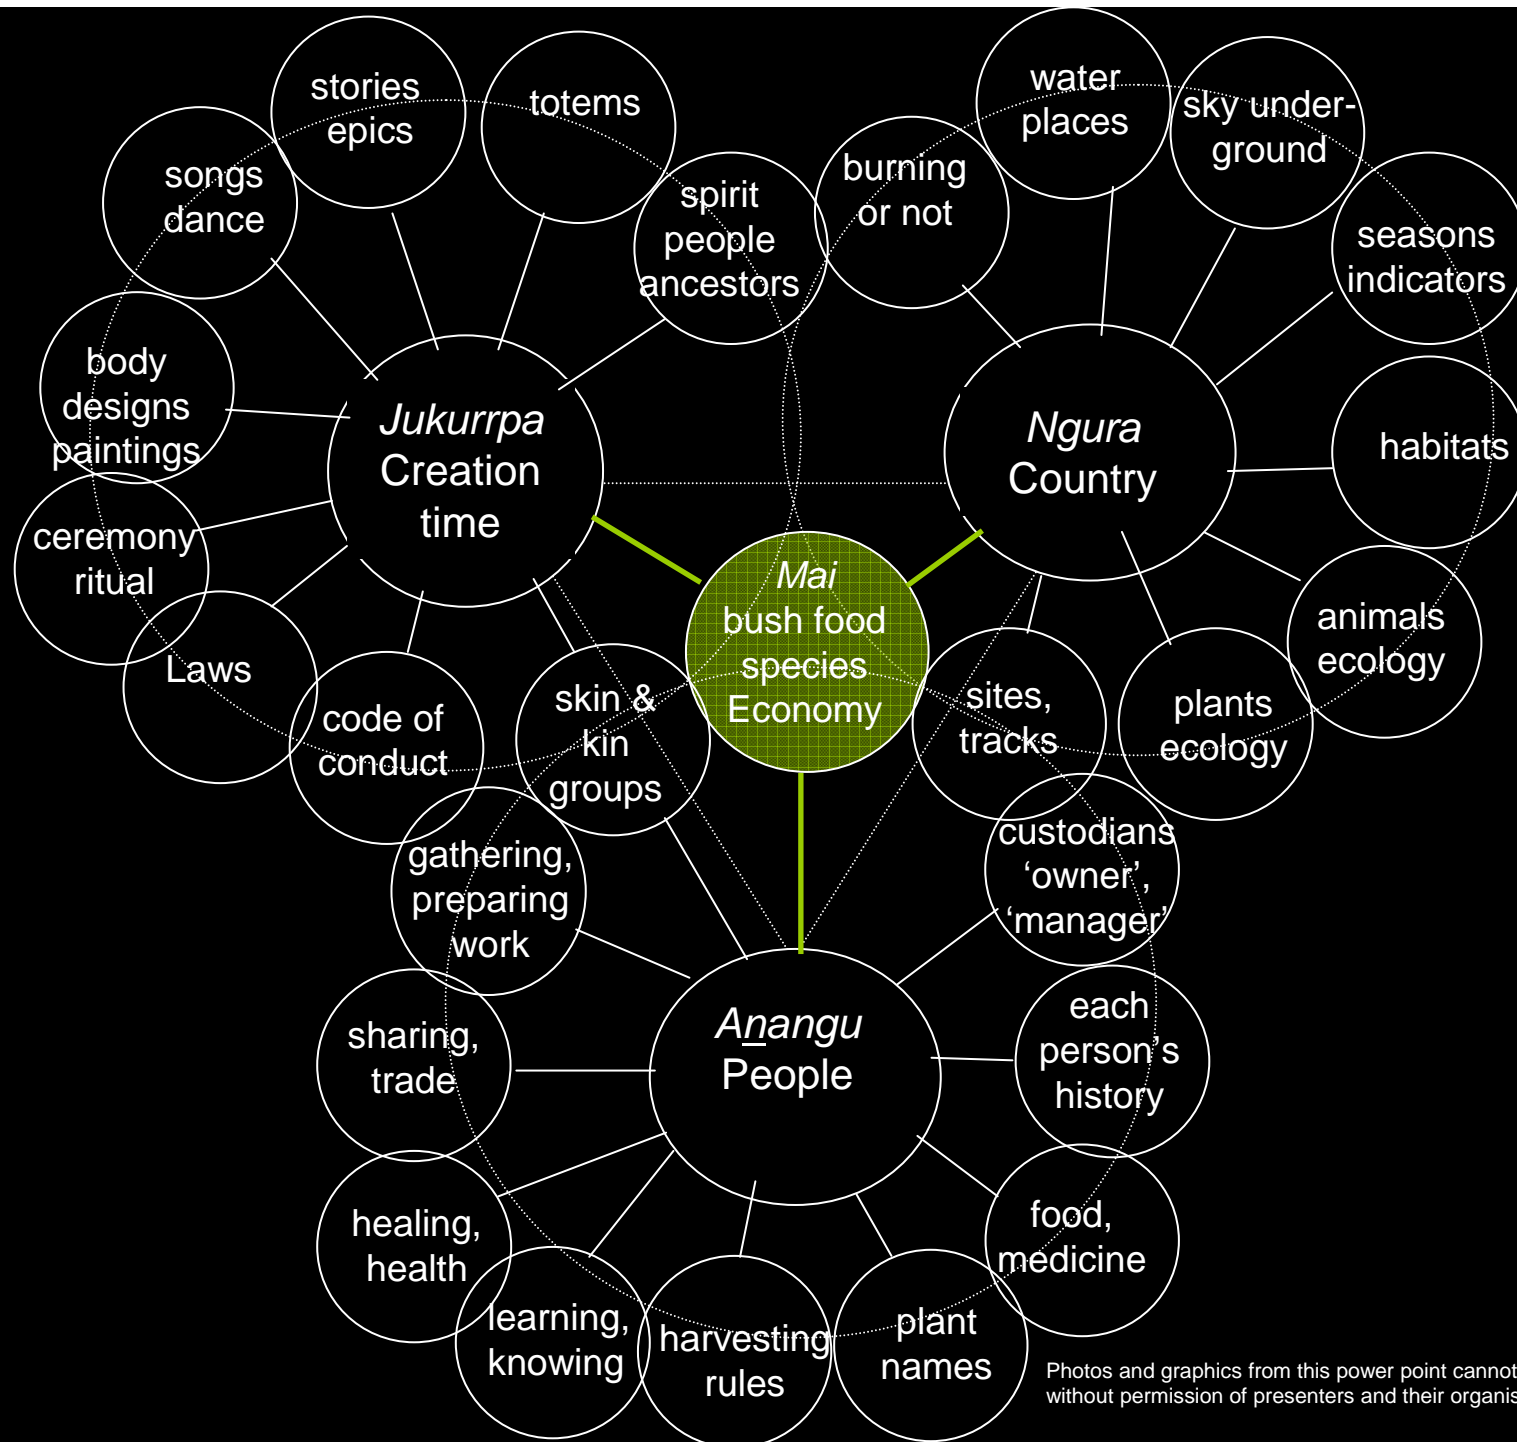 stories
epics
totems
songs
dance
spirit
people
ancestors
body
designs
paintings
Jukurrpa
Creation
time
ceremony
ritual
Laws
code of
conduct
skin &
kin
groups
water
places
sky under-
ground
burning
or not
seasons
indicators
Ngura
Country
habitats
animals
ecology
plants
ecology
sites,
tracks
Mai
bush food
species
Economy
custodians
‘owner’,
‘manager’
gathering,
preparing
work
Anangu
People
each
person’s
history
sharing,
trade
healing,
health
food,
medicine
learning,
knowing
harvesting
rules
plant
names
Photos and graphics from this power point cannot
without permission of presenters and their organis